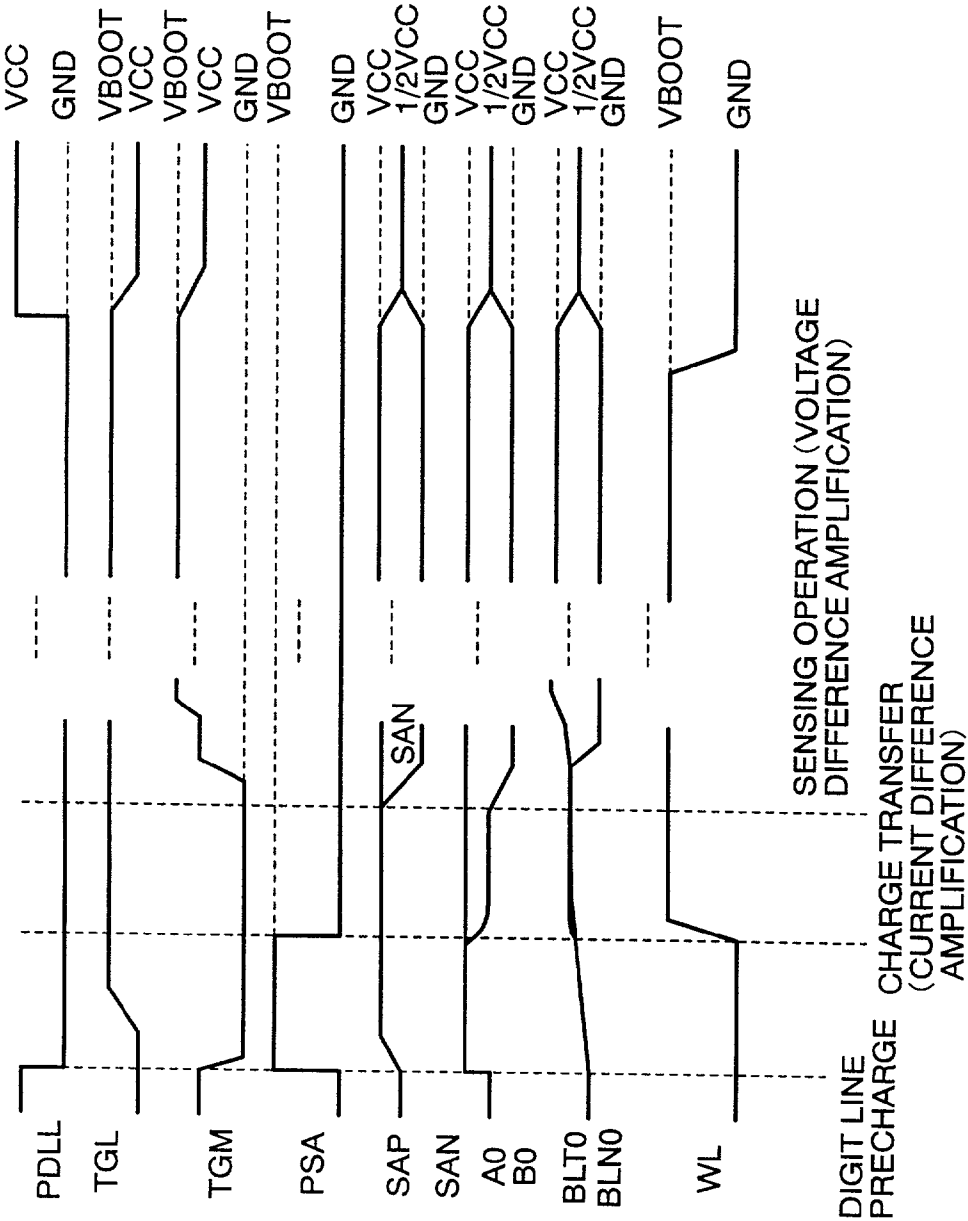 PDLL
TGL
TGM
PSA
SAP
SAN
A0
B0
BLT0
BLN0
WL
SAN
VCC
GND
VBOOT
VCC
VBOOT
VCC
GND
VBOOT
GND
VCC
1/2VCC
GND
VCC
1/2VCC
GND
VCC
1/2VCC
GND
VBOOT
GND
DIGIT LINE
PRECHARGE
CHARGE TRANSFER
(CURRENT DIFFERENCE
AMPLIFICATION)
SENSING OPERATION (VOLTAGE
DIFFERENCE AMPLIFICATION)